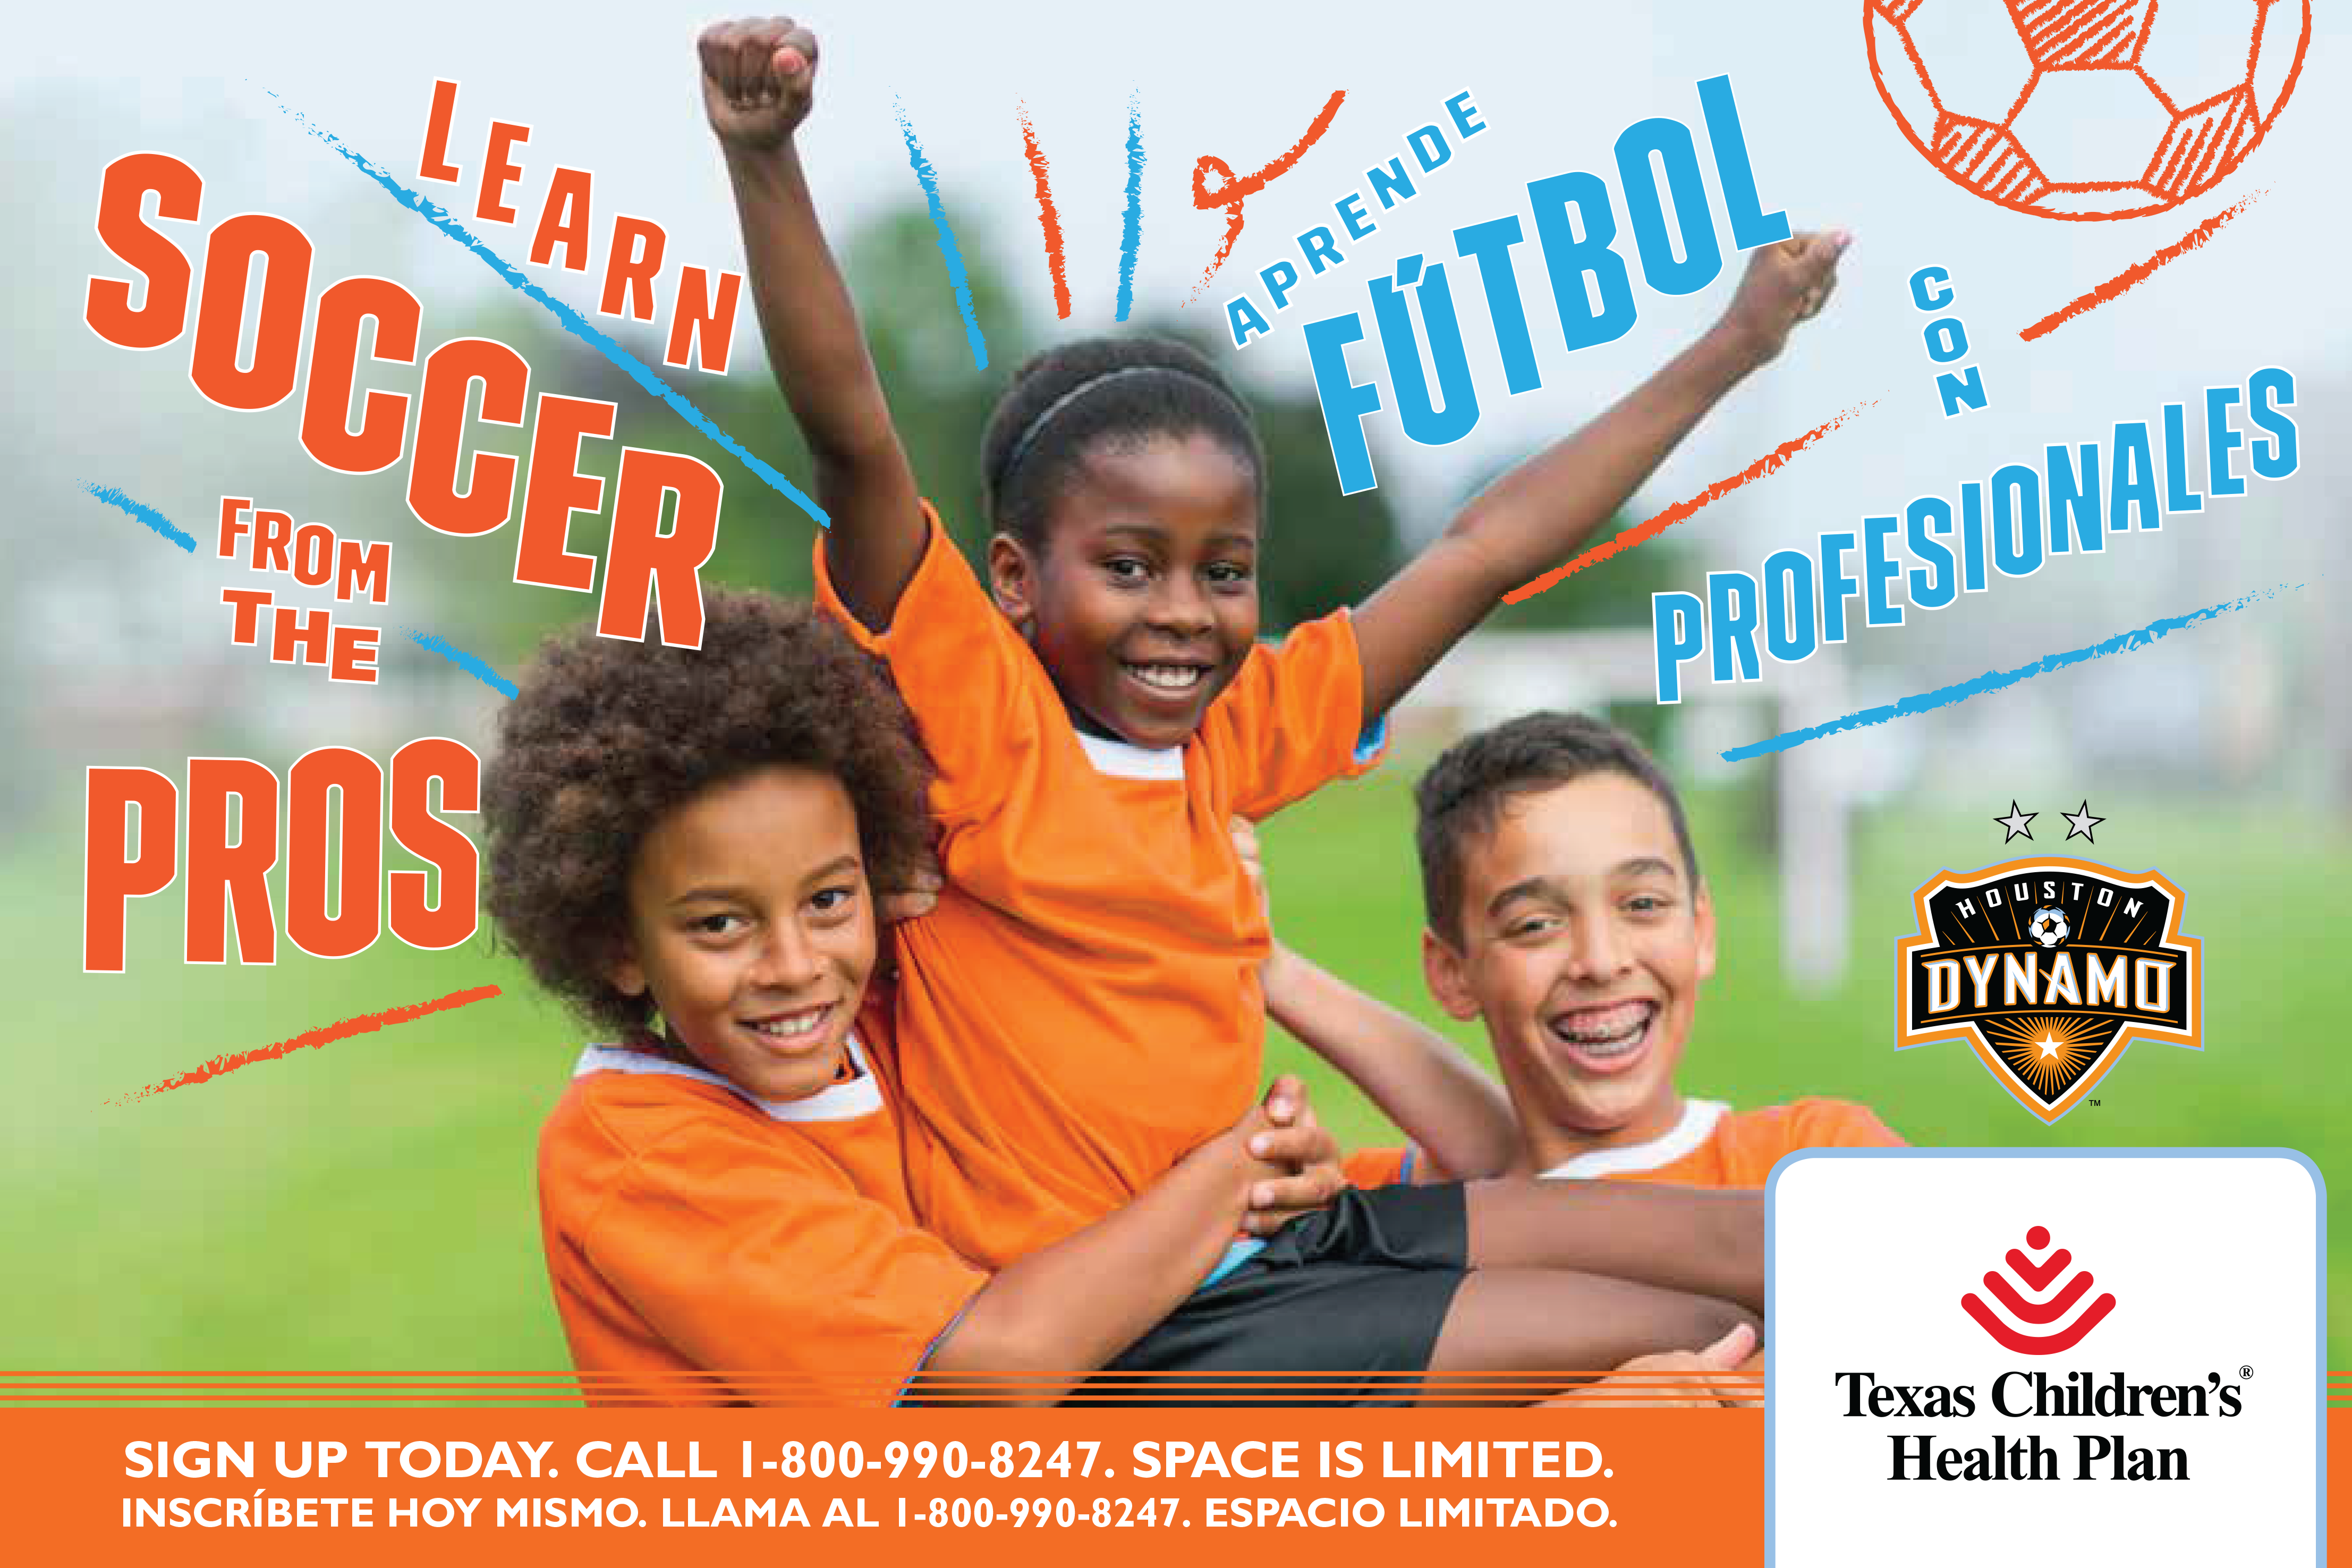 LEARN
SOCCER
FROM
THE
PROS
APRENDE
FÚTBOL
CON
PROFESIONALES
HOUSTON
DYNAMO
TM
Texas Children's®
Health Plan
SIGN UP TODAY. CALL 1-800-990-8247. SPACE IS LIMITED.
INSCRÍBETE HOY MISMO. LLAMA AL 1-800-990-8247. ESPACIO LIMITADO.